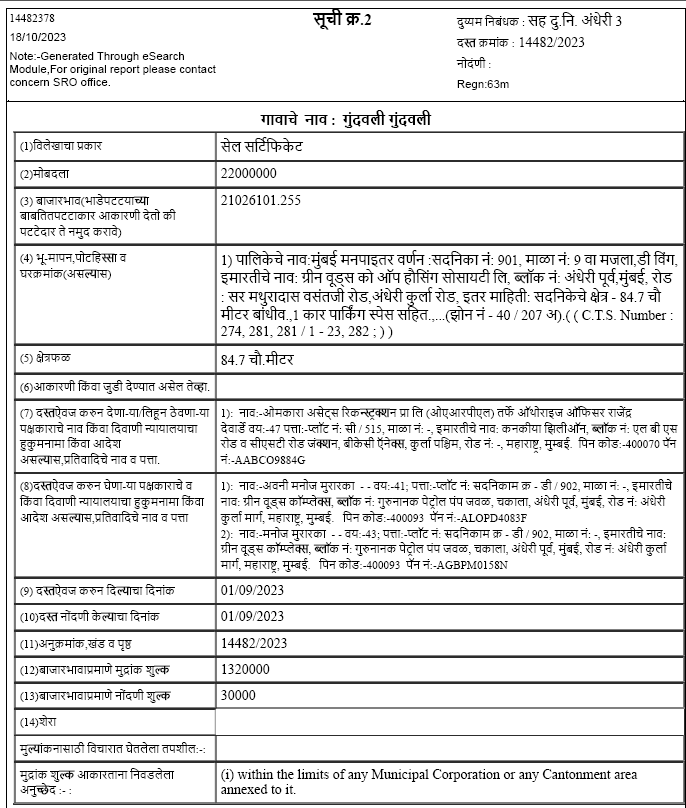 14482378
18/10/2023
Note:-Generated Through eSearch
Module,For original report please contact
concern SRO office.
सूची क्र.2
दुय्यम निबंधक : सह दु.नि. अंधेरी 3
दस्त क्रमांक : 14482/2023
नोदंणी :
Regn:63m
गावाचे नाव : गुंदवली गुंदवली
(1)विलेखाचा प्रकार
सेल सर्टिफिकेट
(2)मोबदला
22000000
(3) बाजारभाव(भाडेपटटयाच्या
बाबतितपटटाकार आकारणी देतो की
पटटेदार ते नमुद करावे)
21026101.255
(4) भू-मापन,पोटहिस्सा व
घरक्रमांक(असल्यास)
1) पालिकेचे नाव:मुंबई मनपाइतर वर्णन :सदनिका नं: 901, माळा नं: 9 वा मजला,डी विंग,
इमारतीचे नाव: ग्रीन वूड्स को ऑप हौसिंग सोसायटी लि, ब्लॉक नं: अंधेरी पूर्व,मुंबई, रोड
: सर मथुरादास वसंतजी रोड,अंधेरी कुर्ला रोड, इतर माहिती: सदनिकेचे क्षेत्र - 84.7 चौ
मीटर बांधीव.,1 कार पार्किंग स्पेस सहित.,...(झोन नं - 40 / 207 अ).( ( C.T.S. Number :
274, 281, 281 / 1 - 23, 282 ; ) )
(5) क्षेत्रफळ
84.7 चौ.मीटर
(6)आकारणी किंवा जुडी देण्यात असेल तेव्हा.
(7) दस्तऐवज करुन देणा-या/लिहून ठेवणा-या
पक्षकाराचे नाव किंवा दिवाणी न्यायालयाचा
हुकुमनामा किंवा आदेश
असल्यास,प्रतिवादिचे नाव व पत्ता.
1): नाव:-ओमकारा असेट्स रिकन्स्ट्रक्शन प्रा लि (ओएआरपीएल) तर्फे ऑथोराइज ऑफिसर राजेंद्र
देवार्डे वय:-47 पत्ता:-प्लॉट नं: सी / 515, माळा नं: -, इमारतीचे नाव: कनकीया झिलीऑन, ब्लॉक नं: एल बी एस
रोड व सीएसटी रोड जंक्शन, बीकेसी ऍनेक्स, कुर्ला पश्चिम, रोड नं: -, महाराष्ट्र, मुम्बई. पिन कोड:-400070 पॅन
नं:-AABCO9884G
(8)दस्तऐवज करुन घेणा-या पक्षकाराचे व
किंवा दिवाणी न्यायालयाचा हुकुमनामा किंवा
आदेश असल्यास,प्रतिवादिचे नाव व पत्ता
1): नाव:-अवनी मनोज मुरारका - - वय:-41; पत्ता:-प्लॉट नं: सदनिकाम क्र - डी / 902, माळा नं: -, इमारतीचे
नाव: ग्रीन वूड्स कॉम्प्लेक्स, ब्लॉक नं: गुरुनानक पेट्रोल पंप जवळ, चकाला, अंधेरी पूर्व, मुंबई, रोड नं: अंधेरी
कुर्ला मार्ग, महाराष्ट्र, मुम्बई. पिन कोड:-400093 पॅन नं:-ALOPD4083F
2): नाव:-मनोज मुरारका - - वय:-43; पत्ता:-प्लॉट नं: सदनिकाम क्र - डी / 902, माळा नं: -, इमारतीचे नाव:
ग्रीन वूड्स कॉम्प्लेक्स, ब्लॉक नं: गुरुनानक पेट्रोल पंप जवळ, चकाला, अंधेरी पूर्व, मुंबई, रोड नं: अंधेरी कुर्ला
मार्ग, महाराष्ट्र, मुम्बई. पिन कोड:-400093 पॅन नं:-AGBPM0158N
(9) दस्तऐवज करुन दिल्याचा दिनांक
01/09/2023
(10)दस्त नोंदणी केल्याचा दिनांक
01/09/2023
(11)अनुक्रमांक,खंड व पृष्ठ
14482/2023
(12)बाजारभावाप्रमाणे मुद्रांक शुल्क
1320000
(13)बाजारभावाप्रमाणे नोंदणी शुल्क
30000
(14)शेरा
मुल्यांकनासाठी विचारात घेतलेला तपशील:-:
मुद्रांक शुल्क आकारताना निवडलेला
अनुच्छेद :- :
(i) within the limits of any Municipal Corporation or any Cantonment area
annexed to it.